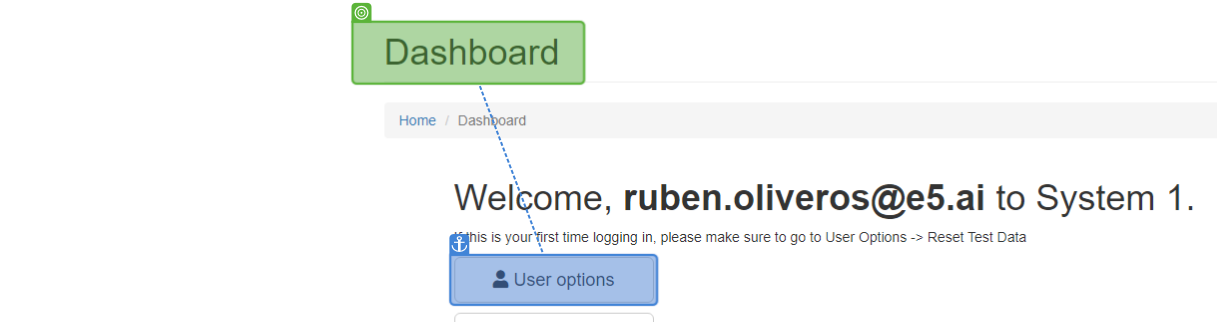 Dashboard
Home / Dashboard
Welcome, ruben.oliveros@e5.ai to System 1.
If this is your first time logging in, please make sure to go to User Options -> Reset Test Data
User options